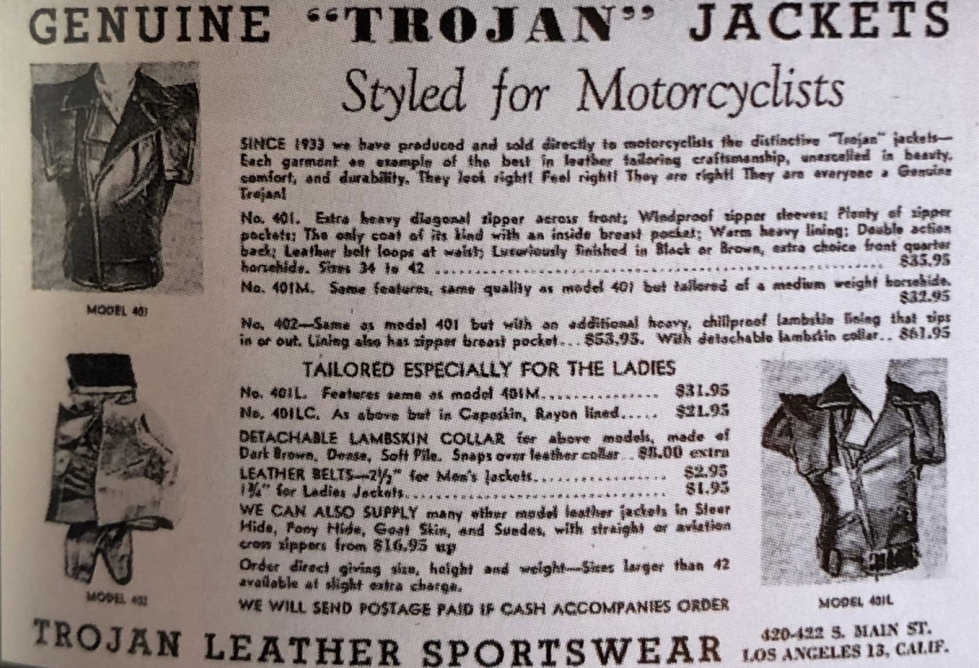 GENUINE "TROJAN" JACKETS
Styled for Motorcyclists
SINCE 1933 we have produced and sold directly to motorcyclists the distinctive "Trojan" jackets—
Each garment an example of the best in leather tailoring craftsmanship, unexcelled in beauty,
comfort, and durability. They look right! Feel right! They are right! They are everyone a Genuine
Trojan!
No. 401. Extra heavy diagonal zipper across front; Windproof zipper sleeves; Plenty of zipper
pockets; The only coat of its kind with an inside breast pocket; Warm heavy lining; Double action
back; Leather belt loops at waist; Luxuriously finished in Black or Brown, extra choice front quarter
horsehide. Sizes 34 to 42 ........................................ $35.95
No. 401M. Same features, same quality as model 401 but tailored of a medium weight horsehide.
$32.95
MODEL 401
No. 402—Same as model 401 but with an additional heavy, chillproof lambskin lining that zips
in or out. Lining also has zipper breast pocket... $53.95. With detachable lambskin collar.. $61.95
TAILORED ESPECIALLY FOR THE LADIES
No. 401L. Features same as model 401M............... $31.95
No. 401LC. As above but in Capeskin, Rayon lined..... $21.95
DETACHABLE LAMBSKIN COLLAR for above models, made of
Dark Brown, Dense, Soft Pile. Snaps over leather collar.. $8.00 extra
LEATHER BELTS—2½" for Men's Jackets................... $2.95
1¾" for Ladies Jackets................................ $1.95
WE CAN ALSO SUPPLY many other model leather jackets in Steer
Hide, Pony Hide, Goat Skin, and Suedes, with straight or aviation
cross zippers from $16.95 up
Order direct giving size, height and weight—Sizes larger than 42
available at slight extra charge.
WE WILL SEND POSTAGE PAID IF CASH ACCOMPANIES ORDER
MODEL 402
MODEL 401L
TROJAN LEATHER SPORTSWEAR
420-422 S. MAIN ST.
LOS ANGELES 13, CALIF.